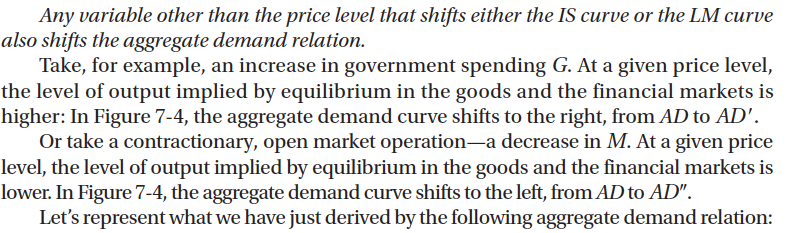 Any variable other than the price level that shifts either the IS curve or the LM curve
also shifts the aggregate demand relation.
Take, for example, an increase in government spending G. At a given price level,
the level of output implied by equilibrium in the goods and the financial markets is
higher: In Figure 7-4, the aggregate demand curve shifts to the right, from AD to AD′.
Or take a contractionary, open market operation—a decrease in M. At a given price
level, the level of output implied by equilibrium in the goods and the financial markets is
lower. In Figure 7-4, the aggregate demand curve shifts to the left, from AD to AD″.
Let's represent what we have just derived by the following aggregate demand relation: